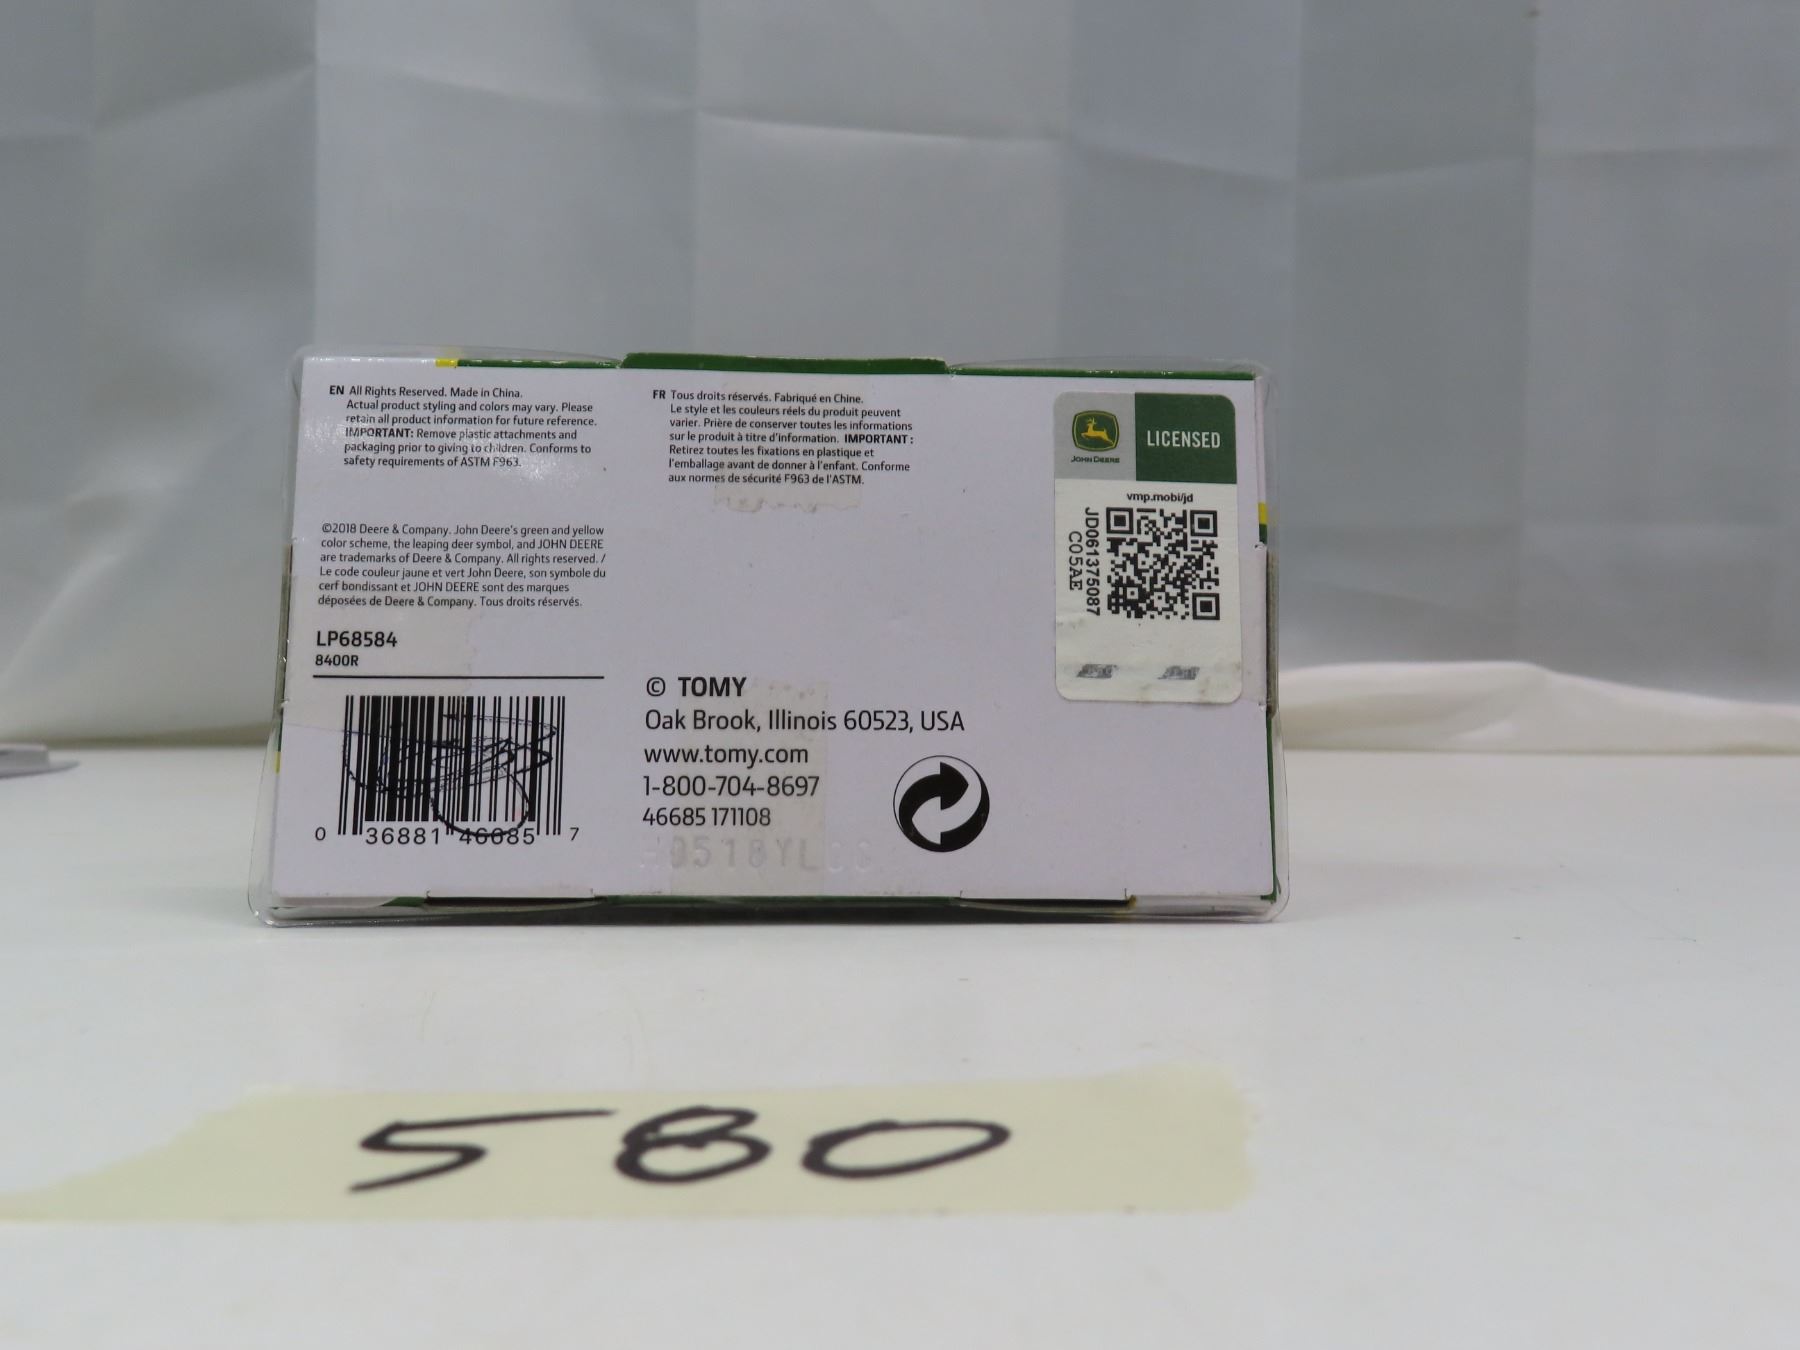 EN All Rights Reserved. Made in China.
Actual product styling and colors may vary. Please
retain all product information for future reference.
IMPORTANT: Remove plastic attachments and
packaging prior to giving to children. Conforms to
safety requirements of ASTM F963.
©2018 Deere & Company. John Deere's green and yellow
color scheme, the leaping deer symbol, and JOHN DEERE
are trademarks of Deere & Company. All rights reserved. /
Le code couleur jaune et vert John Deere, son symbole du
cerf bondissant et JOHN DEERE sont des marques
déposées de Deere & Company. Tous droits réservés.
LP68584
8400R
0 36881 46685 7
FR Tous droits réservés. Fabriqué en Chine.
Le style et les couleurs réels du produit peuvent
varier. Prière de conserver toutes les informations
sur le produit à titre d'information. IMPORTANT :
Retirez toutes les fixations en plastique et
l'emballage avant de donner à l'enfant. Conforme
aux normes de sécurité F963 de l'ASTM.
© TOMY
Oak Brook, Illinois 60523, USA
www.tomy.com
1-800-704-8697
46685 171108
JOHN DEERE
LICENSED
vmp.mobi/jd
JD061375087
C05AE
580